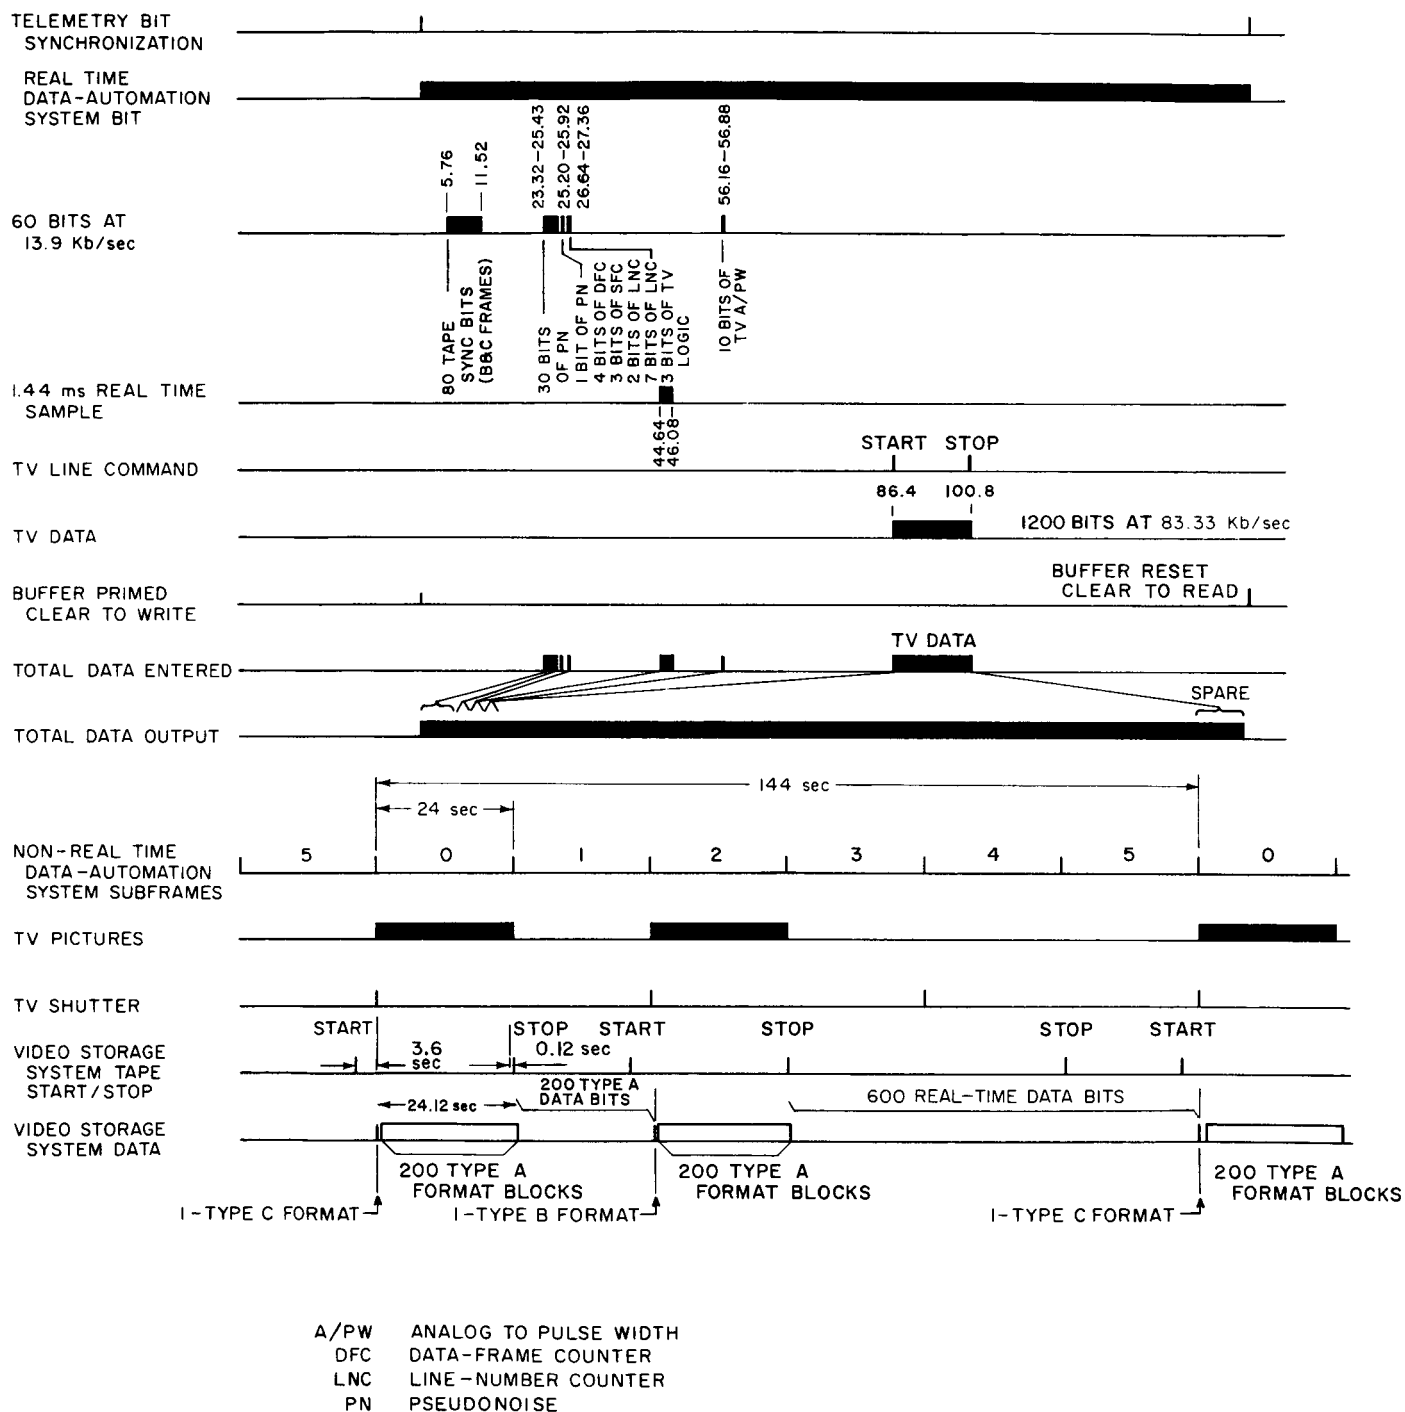 TELEMETRY BIT
SYNCHRONIZATION
REAL TIME
DATA-AUTOMATION
SYSTEM BIT
5.76
11.52
23.32-25.43
25.20-25.92
26.64-27.36
56.16-56.88
60 BITS AT
13.9 Kb/sec
80 TAPE
SYNC BITS
(B&C FRAMES)
30 BITS
OF PN
1 BIT OF PN
4 BITS OF DFC
3 BITS OF SFC
2 BITS OF LNC
7 BITS OF LNC
3 BITS OF TV
LOGIC
10 BITS OF
TV A/PW
1.44 ms REAL TIME
SAMPLE
44.64
46.08
START STOP
TV LINE COMMAND
86.4 100.8
1200 BITS AT 83.33 Kb/sec
TV DATA
BUFFER RESET
CLEAR TO READ
BUFFER PRIMED
CLEAR TO WRITE
TV DATA
TOTAL DATA ENTERED
SPARE
TOTAL DATA OUTPUT
144 sec
24 sec
NON-REAL TIME
DATA-AUTOMATION
SYSTEM SUBFRAMES
5 0 1 2 3 4 5 0
TV PICTURES
TV SHUTTER
START STOP START STOP STOP START
VIDEO STORAGE
SYSTEM TAPE
START/STOP
3.6
sec
0.12 sec
200 TYPE A
DATA BITS
600 REAL-TIME DATA BITS
24.12 sec
VIDEO STORAGE
SYSTEM DATA
200 TYPE A
FORMAT BLOCKS
200 TYPE A
FORMAT BLOCKS
200 TYPE A
FORMAT BLOCKS
1-TYPE C FORMAT
1-TYPE B FORMAT
1-TYPE C FORMAT
A/PW ANALOG TO PULSE WIDTH
DFC DATA-FRAME COUNTER
LNC LINE-NUMBER COUNTER
PN PSEUDONOISE